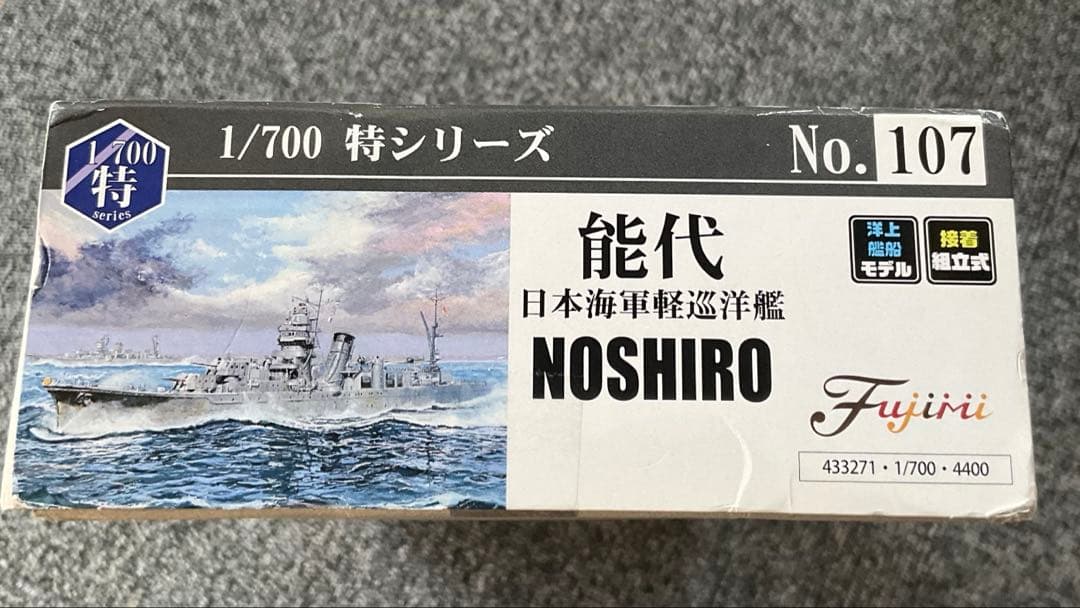 1/700
特
series
1/700 特シリーズ
No. 107
能代
日本海軍軽巡洋艦
NOSHIRO
洋上
艦船
モデル
接着
組立式
Fujimi
433271・1/700・4400